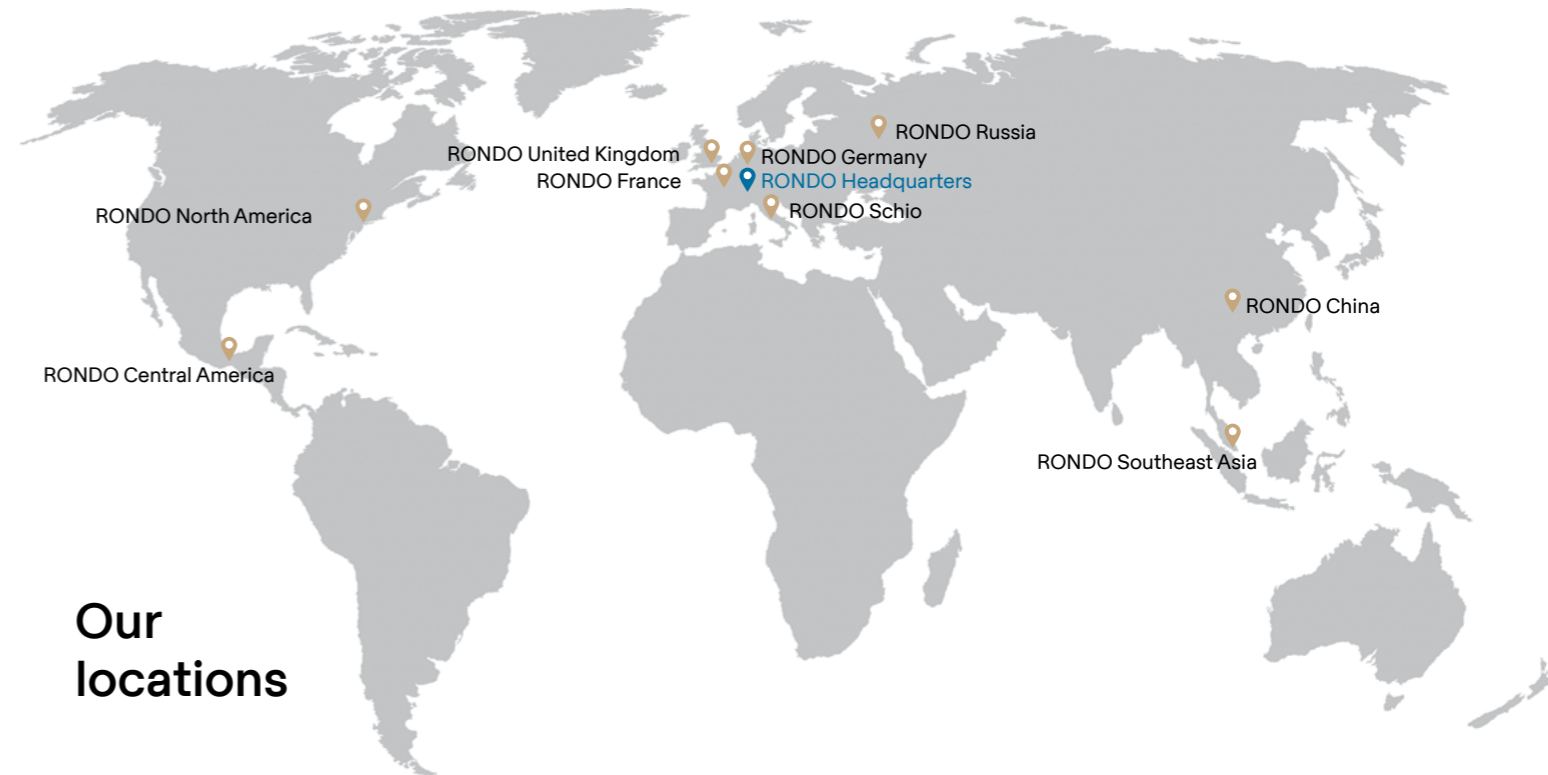 RONDO Russia
RONDO United Kingdom
RONDO Germany
RONDO France
RONDO Headquarters
RONDO North America
RONDO Schio
RONDO China
RONDO Central America
RONDO Southeast Asia
Our
locations